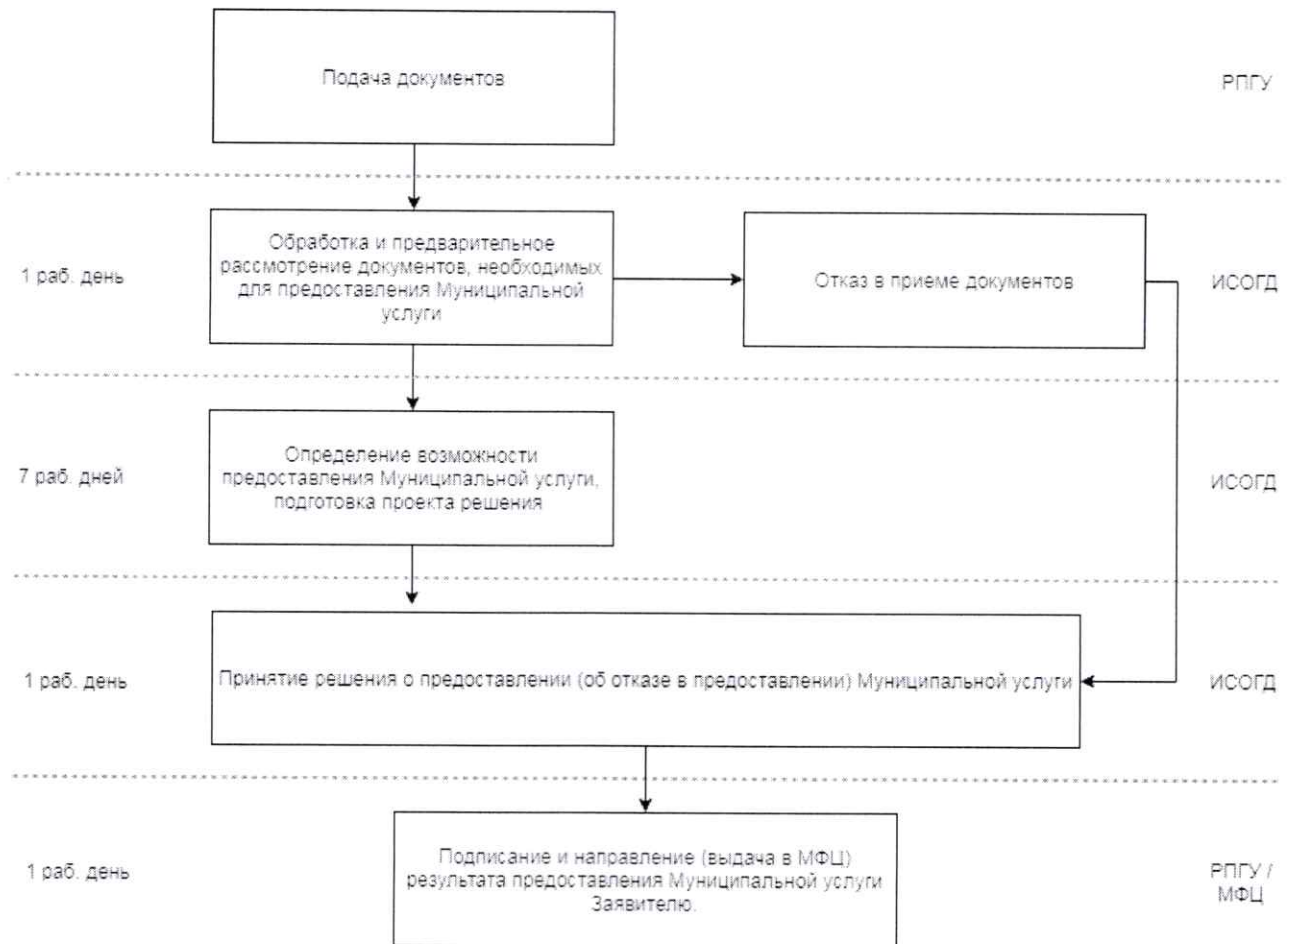 Подача документов
РПГУ
1 раб. день
Обработка и предварительное
рассмотрение документов, необходимых
для предоставления Муниципальной
услуги
Отказ в приеме документов
ИСОГД
7 раб. дней
Определение возможности
предоставления Муниципальной услуги,
подготовка проекта решения
ИСОГД
1 раб. день
Принятие решения о предоставлении (об отказе в предоставлении) Муниципальной услуги
ИСОГД
1 раб. день
Подписание и направление (выдача в МФЦ)
результата предоставления Муниципальной услуги
Заявителю.
РПГУ /
МФЦ